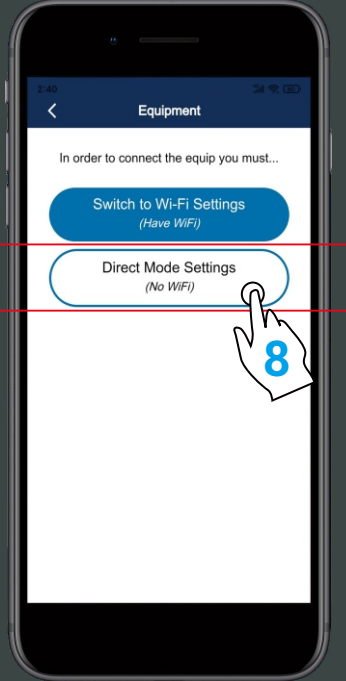 2:40
Equipment
In order to connect the equip you must...
Switch to Wi-Fi Settings
(Have WiFi)
Direct Mode Settings
(No WiFi)
8